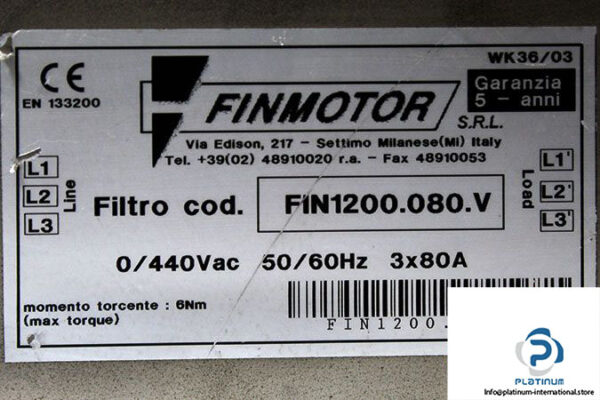 WK36/03
CE
EN 133200
FINMOTOR S.R.L.
Garanzia
5 - anni
Via Edison, 217 - Settimo Milanese(Mi) Italy
Tel. +39(02) 48910020 r.a. - Fax 48910053
L1
L2
L3
Line
Filtro cod. FIN1200.080.V
Load
L1'
L2'
L3'
0/440Vac 50/60Hz 3x80A
momento torcente : 6Nm
(max torque)
FIN1200.
PLATINUM
Info@platinum-international.store